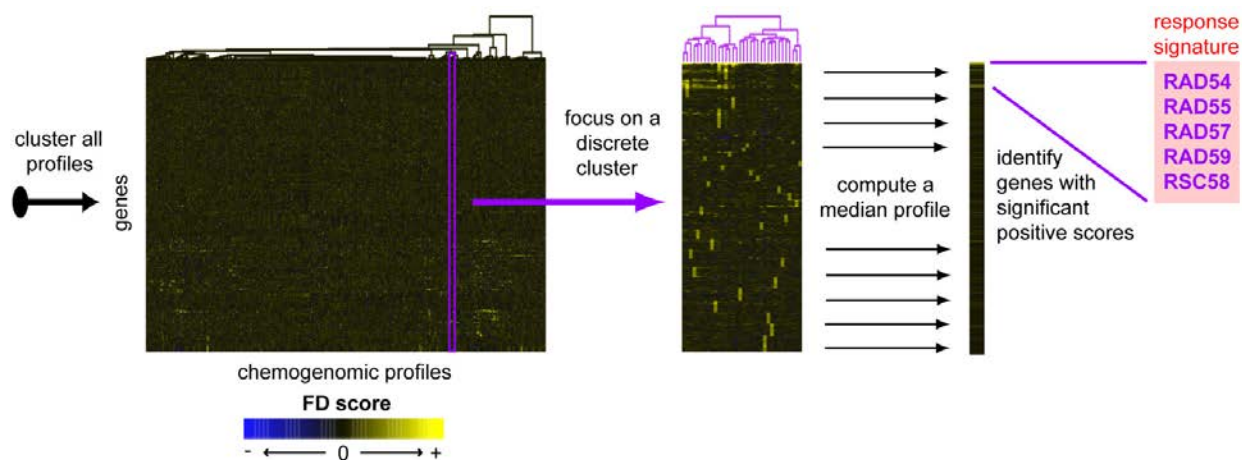 cluster all
profiles
genes
chemogenomic profiles
FD score
- 0 +
focus on a
discrete
cluster
compute a
median profile
identify
genes with
significant
positive scores
response
signature
RAD54
RAD55
RAD57
RAD59
RSC58